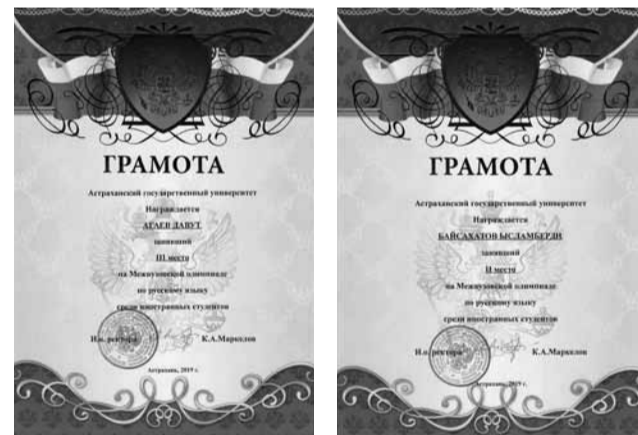 ГРАМОТА
Астраханский государственный университет
Награждается
АГАЕВ ДАВУТ,
занявший
III место
на Межвузовской олимпиаде
по русскому языку
среди иностранных студентов
И.о. ректора К.А.Маркелов
Астрахань, 2019 г.
ГРАМОТА
Астраханский государственный университет
Награждается
БАЙСАХАТОВ ЫСЛАМБЕРДИ,
занявший
II место
на Межвузовской олимпиаде
по русскому языку
среди иностранных студентов
И.о. ректора К.А.Маркелов
Астрахань, 2019 г.